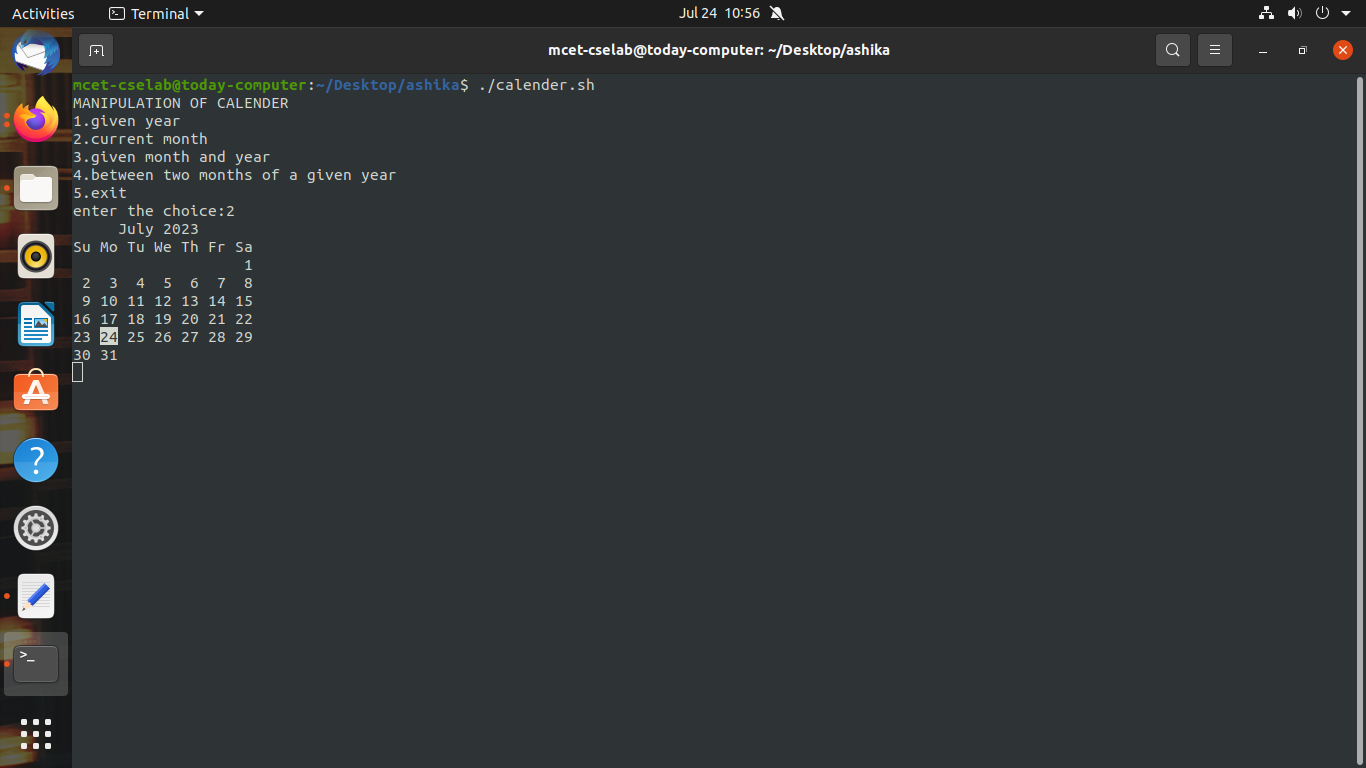 Activities Terminal Jul 24 10:56
mcet-cselab@today-computer: ~/Desktop/ashika
mcet-cselab@today-computer:~/Desktop/ashika$ ./calender.sh
MANIPULATION OF CALENDER
1.given year
2.current month
3.given month and year
4.between two months of a given year
5.exit
enter the choice:2
     July 2023
Su Mo Tu We Th Fr Sa
                   1
 2  3  4  5  6  7  8
 9 10 11 12 13 14 15
16 17 18 19 20 21 22
23 24 25 26 27 28 29
30 31